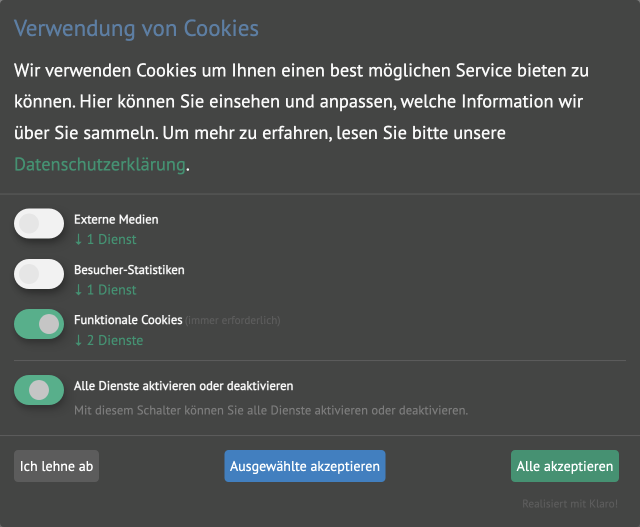 Verwendung von Cookies
Wir verwenden Cookies um Ihnen einen best möglichen Service bieten zu
können. Hier können Sie einsehen und anpassen, welche Information wir
über Sie sammeln. Um mehr zu erfahren, lesen Sie bitte unsere
Datenschutzerklärung.
Externe Medien
↓ 1 Dienst
Besucher-Statistiken
↓ 1 Dienst
Funktionale Cookies (immer erforderlich)
↓ 2 Dienste
Alle Dienste aktivieren oder deaktivieren
Mit diesem Schalter können Sie alle Dienste aktivieren oder deaktivieren.
Ich lehne ab
Ausgewählte akzeptieren
Alle akzeptieren
Realisiert mit Klaro!